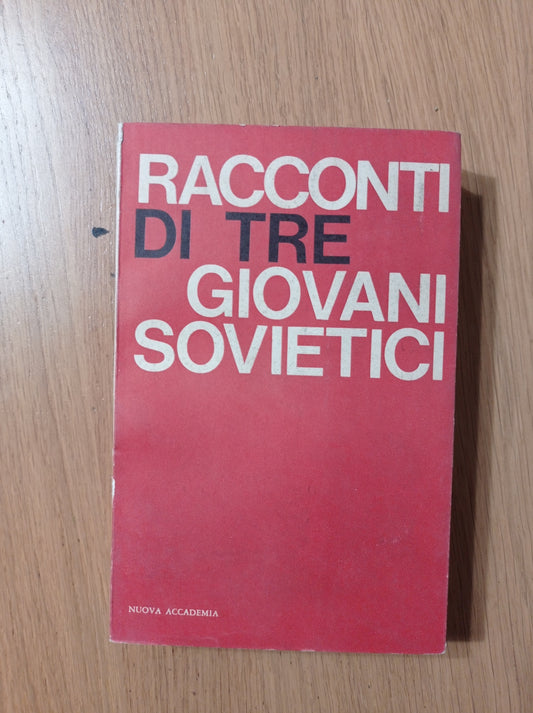 RACCONTI
DI TRE
GIOVANI
SOVIETICI
NUOVA ACCADEMIA